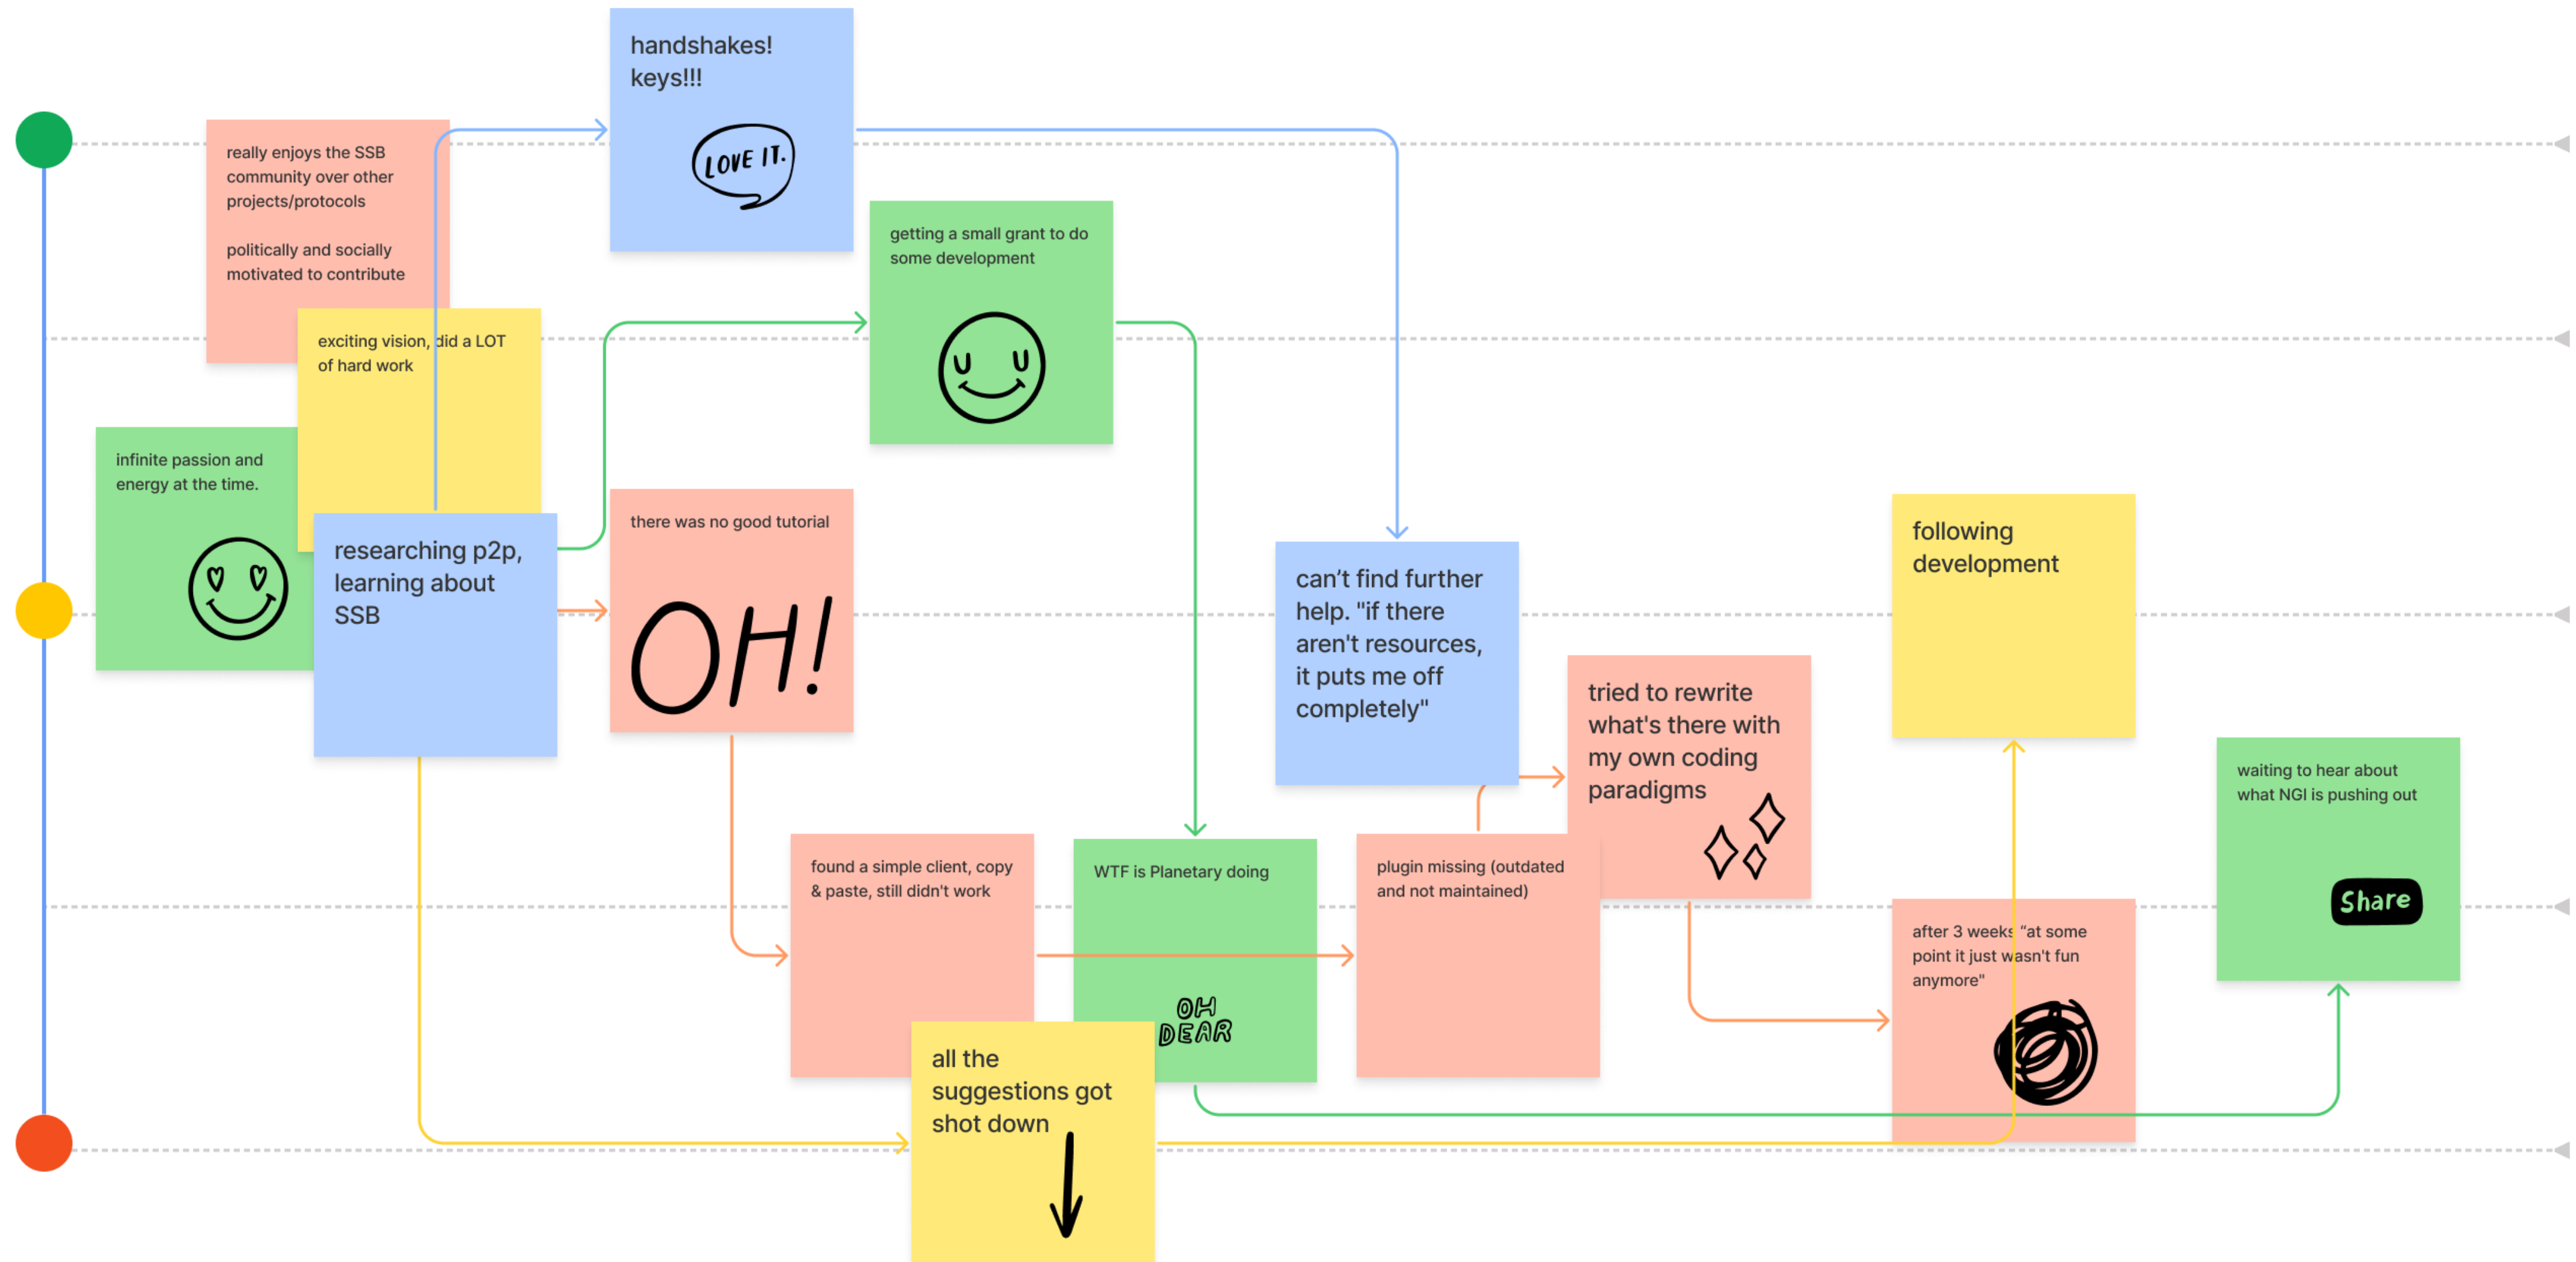 handshakes!
keys!!!
LOVE IT.
really enjoys the SSB
community over other
projects/protocols
politically and socially
motivated to contribute
getting a small grant to do
some development
exciting vision, did a LOT
of hard work
infinite passion and
energy at the time.
researching p2p,
learning about
SSB
there was no good tutorial
OH!
can’t find further
help. "if there
aren't resources,
it puts me off
completely"
following
development
tried to rewrite
what's there with
my own coding
paradigms
waiting to hear about
what NGI is pushing out
Share
found a simple client, copy
& paste, still didn't work
WTF is Planetary doing
OH
DEAR
plugin missing (outdated
and not maintained)
after 3 weeks “at some
point it just wasn't fun
anymore"
all the
suggestions got
shot down